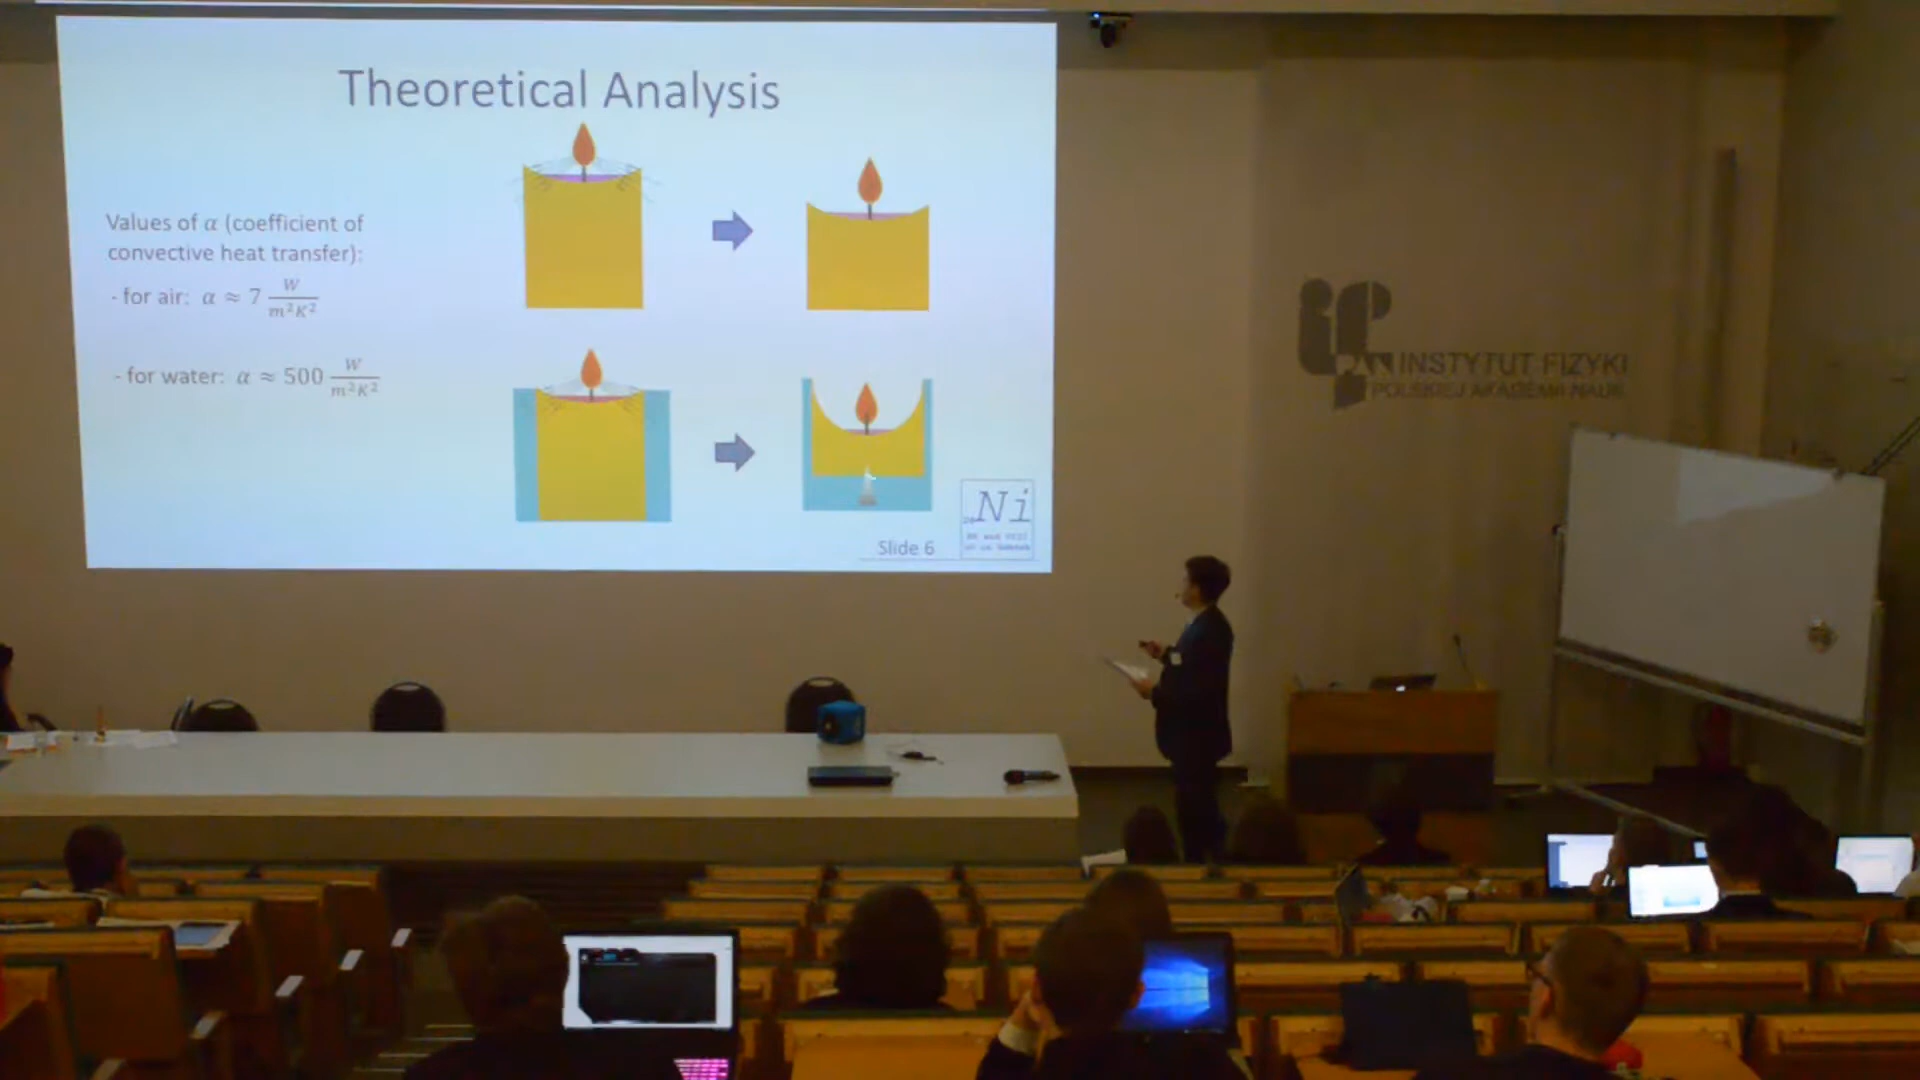 Theoretical Analysis
Values of α (coefficient of
convective heat transfer):
- for air: α ≈ 7 W/m²K²
- for water: α ≈ 500 W/m²K²
Ni
Slide 6
PAN INSTYTUT FIZYKI
POLSKIEJ AKADEMII NAUK